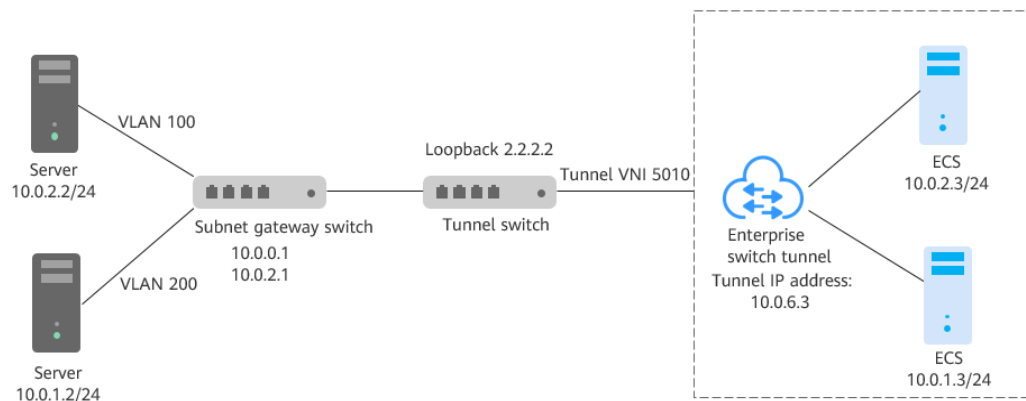 VLAN 100
Server
10.0.2.2/24
Loopback 2.2.2.2
Tunnel VNI 5010
ECS
10.0.2.3/24
Subnet gateway switch
10.0.0.1
10.0.2.1
Tunnel switch
Enterprise
switch tunnel
Tunnel IP address:
10.0.6.3
VLAN 200
Server
10.0.1.2/24
ECS
10.0.1.3/24